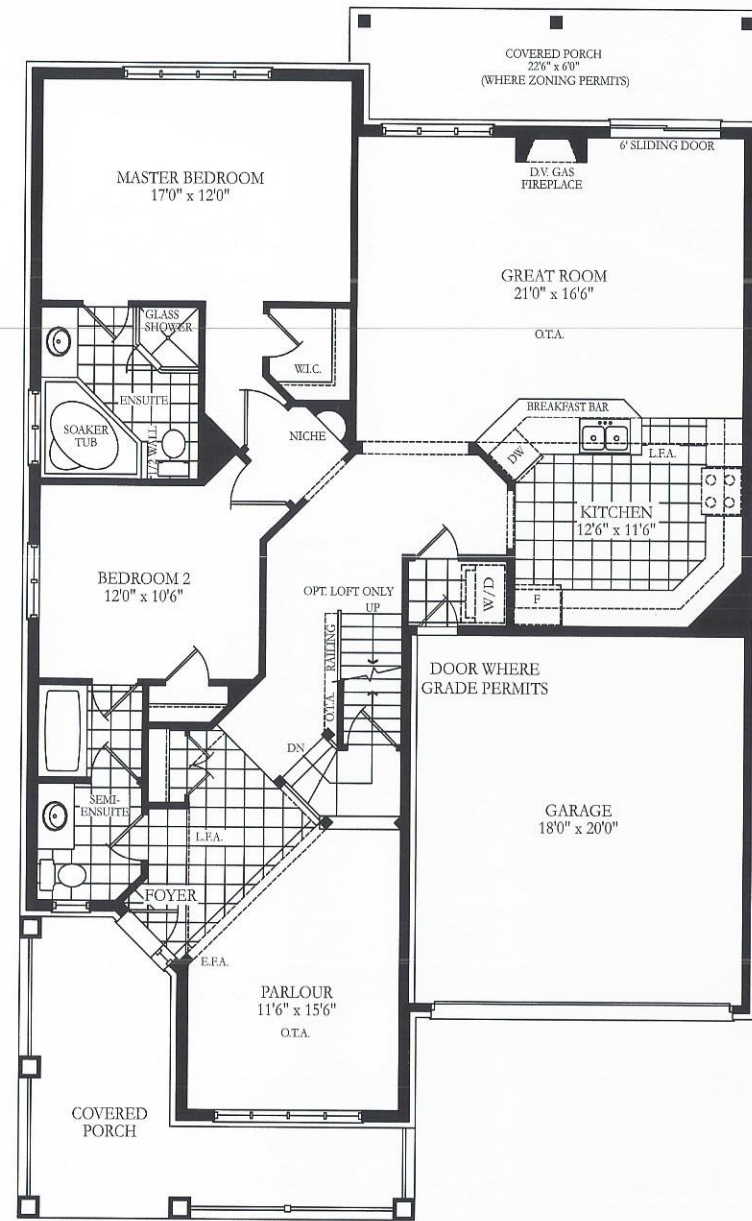 COVERED PORCH
22'6" x 6'0"
(WHERE ZONING PERMITS)
6' SLIDING DOOR
D.V. GAS
FIREPLACE
MASTER BEDROOM
17'0" x 12'0"
GREAT ROOM
21'0" x 16'6"
O.T.A.
GLASS
SHOWER
W.I.C.
ENSUITE
SOAKER
TUB
1/2 WALL
NICHE
BREAKFAST BAR
DW
L.F.A.
KITCHEN
12'6" x 11'6"
F
BEDROOM 2
12'0" x 10'6"
OPT. LOFT ONLY
UP
W/D
RAILING
O.T.A.
DN
DOOR WHERE
GRADE PERMITS
SEMI-
ENSUITE
L.F.A.
FOYER
E.F.A.
GARAGE
18'0" x 20'0"
PARLOUR
11'6" x 15'6"
O.T.A.
COVERED
PORCH